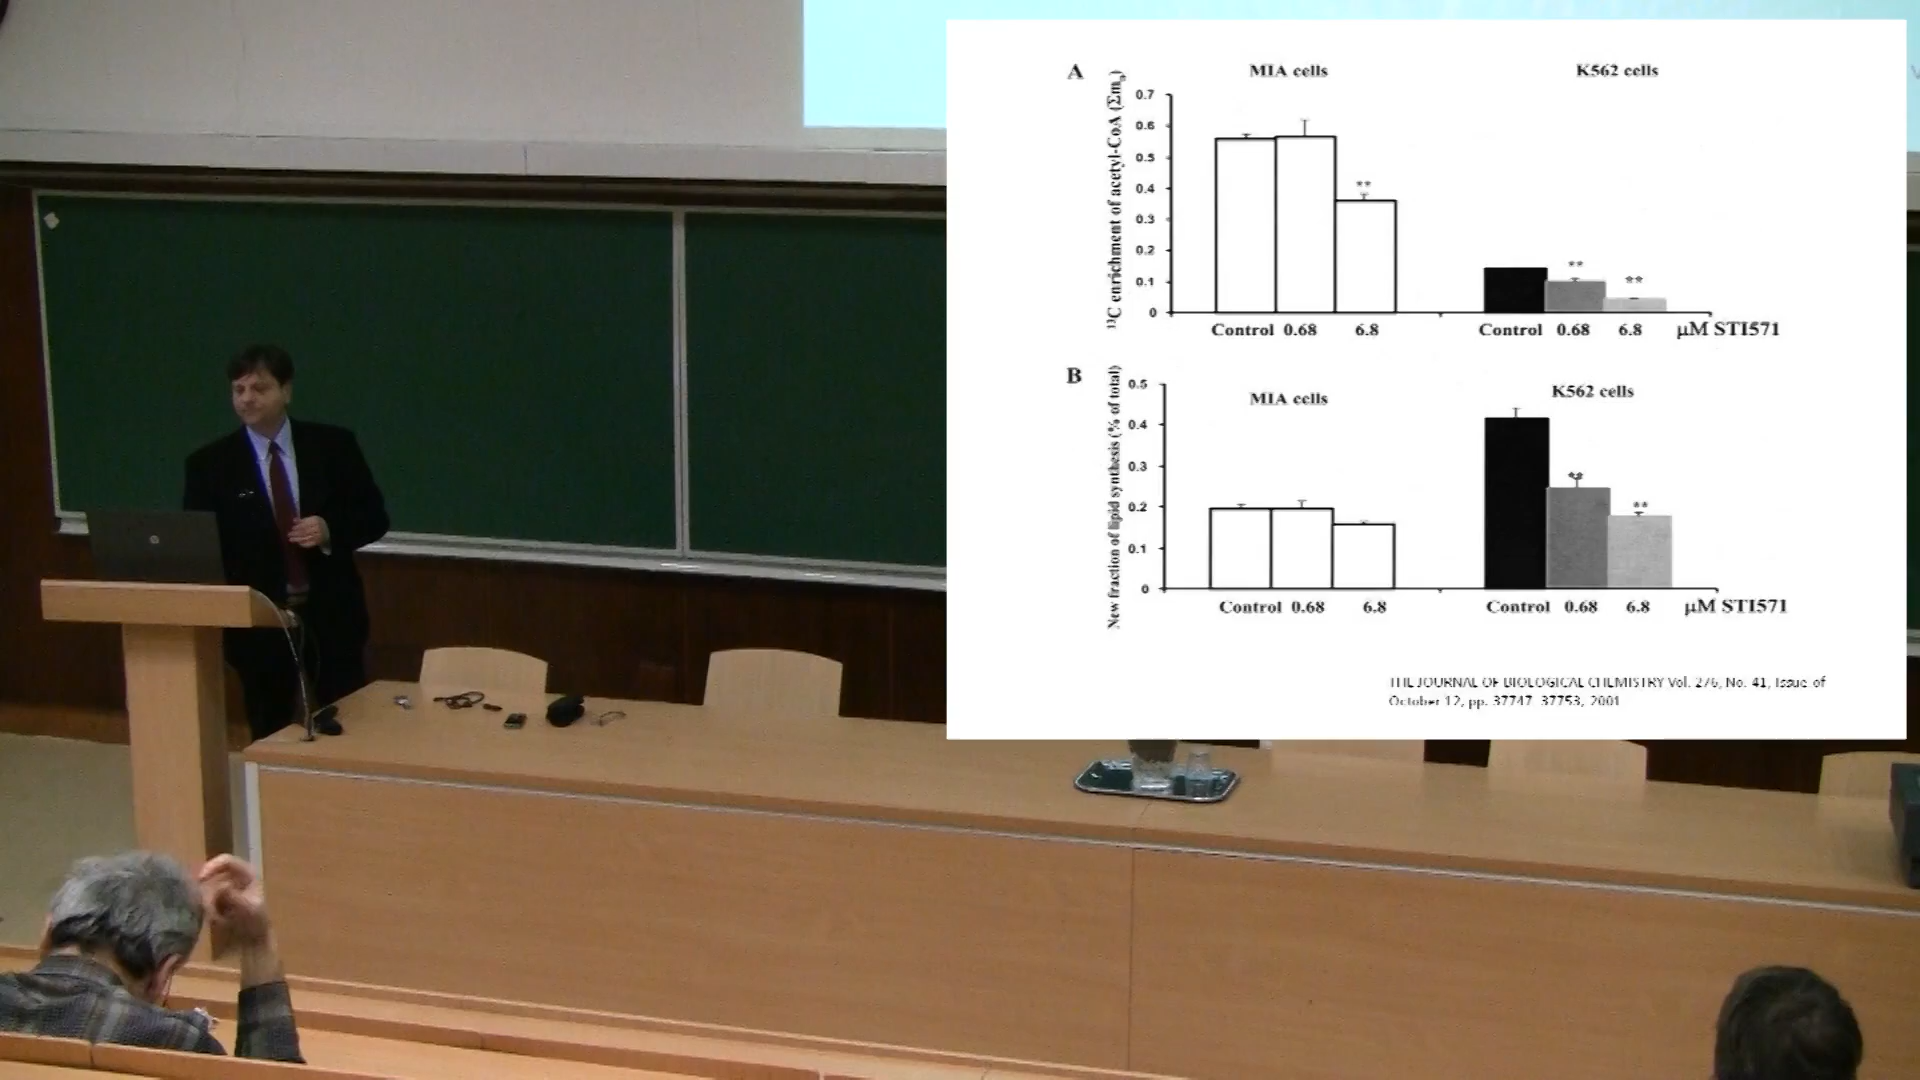 A
MIA cells
K562 cells
¹³C enrichment of acetyl-CoA (Σmₙ)
0.7
0.6
0.5
0.4
0.3
0.2
0.1
0
**
**
**
Control 0.68 6.8
Control 0.68 6.8 µM STI571
B
MIA cells
K562 cells
New fraction of lipid synthesis (% of total)
0.5
0.4
0.3
0.2
0.1
0
**
**
Control 0.68 6.8
Control 0.68 6.8 µM STI571
THE JOURNAL OF BIOLOGICAL CHEMISTRY Vol. 276, No. 41, Issue of
October 12, pp. 37747–37753, 2001